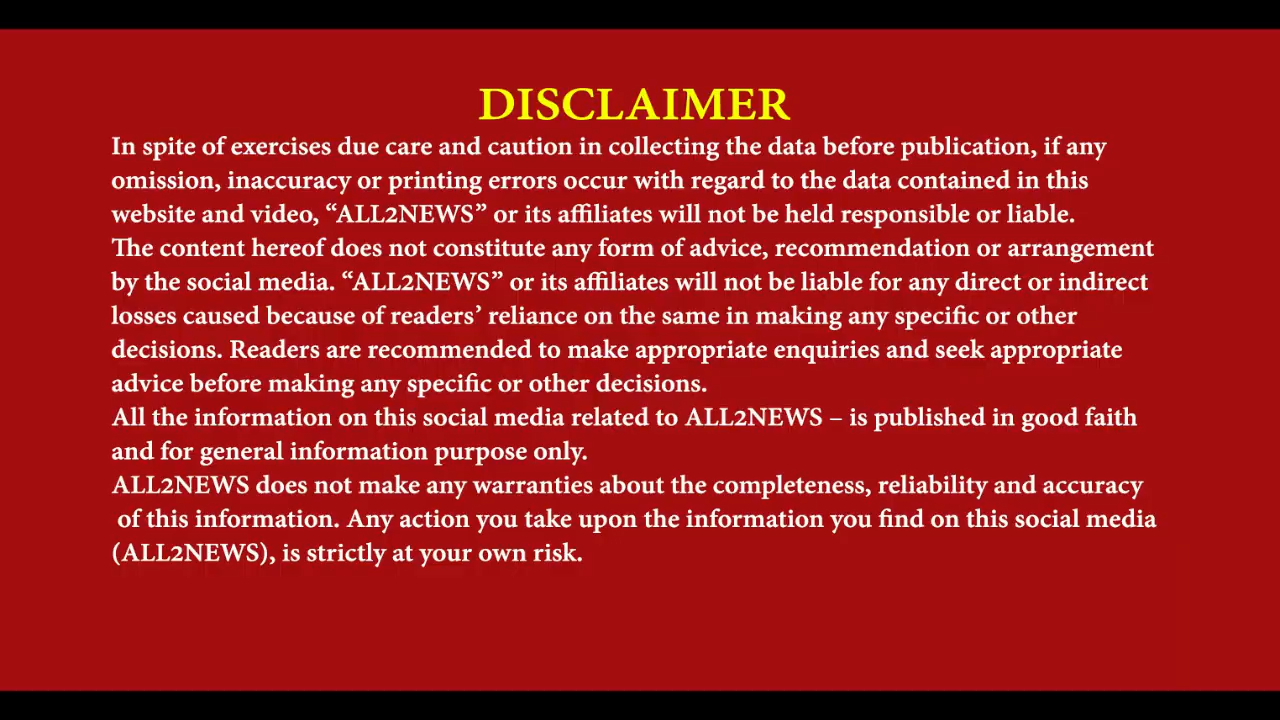 DISCLAIMER
In spite of exercises due care and caution in collecting the data before publication, if any
omission, inaccuracy or printing errors occur with regard to the data contained in this
website and video, “ALL2NEWS” or its affiliates will not be held responsible or liable.
The content hereof does not constitute any form of advice, recommendation or arrangement
by the social media. “ALL2NEWS” or its affiliates will not be liable for any direct or indirect
losses caused because of readers’ reliance on the same in making any specific or other
decisions. Readers are recommended to make appropriate enquiries and seek appropriate
advice before making any specific or other decisions.
All the information on this social media related to ALL2NEWS – is published in good faith
and for general information purpose only.
ALL2NEWS does not make any warranties about the completeness, reliability and accuracy
of this information. Any action you take upon the information you find on this social media
(ALL2NEWS), is strictly at your own risk.